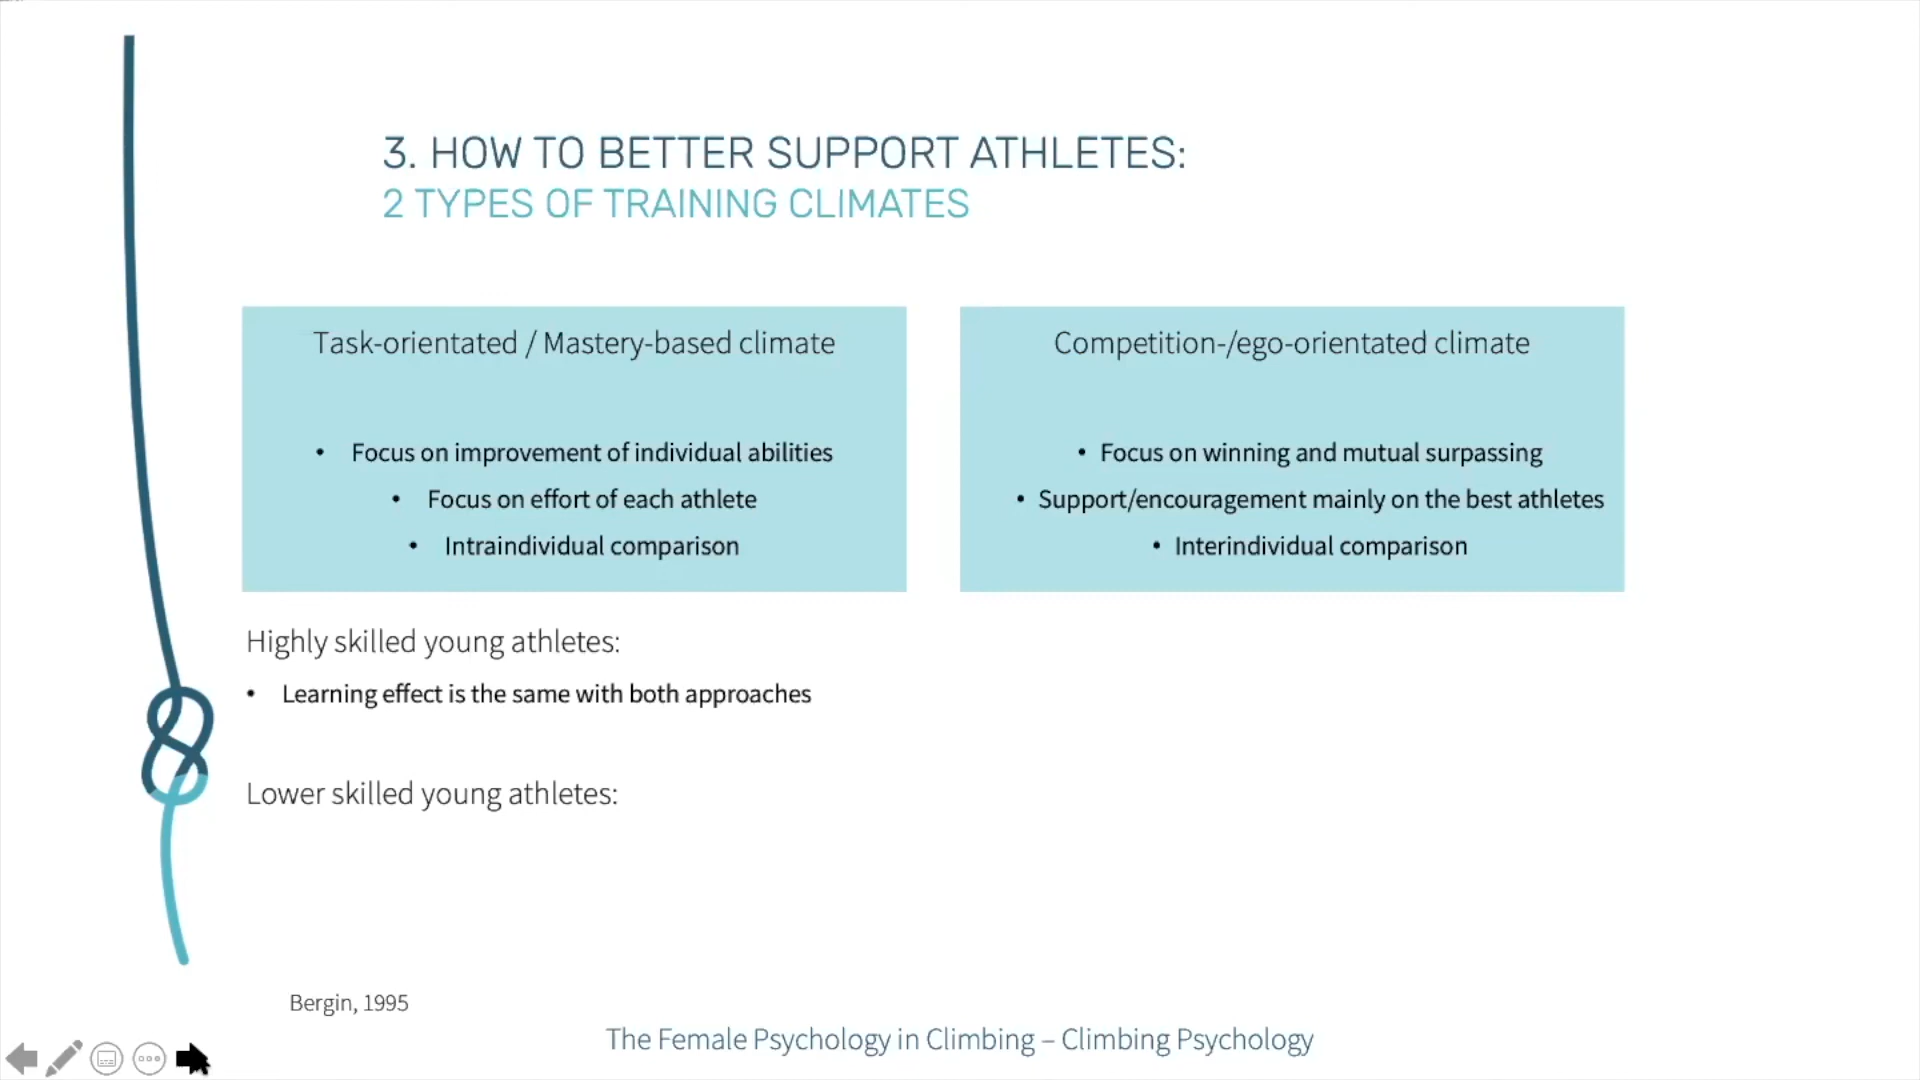 3. HOW TO BETTER SUPPORT ATHLETES:
2 TYPES OF TRAINING CLIMATES
Task-orientated / Mastery-based climate
• Focus on improvement of individual abilities
• Focus on effort of each athlete
• Intraindividual comparison
Competition-/ego-orientated climate
• Focus on winning and mutual surpassing
• Support/encouragement mainly on the best athletes
• Interindividual comparison
Highly skilled young athletes:
• Learning effect is the same with both approaches
Lower skilled young athletes:
Bergin, 1995
The Female Psychology in Climbing – Climbing Psychology